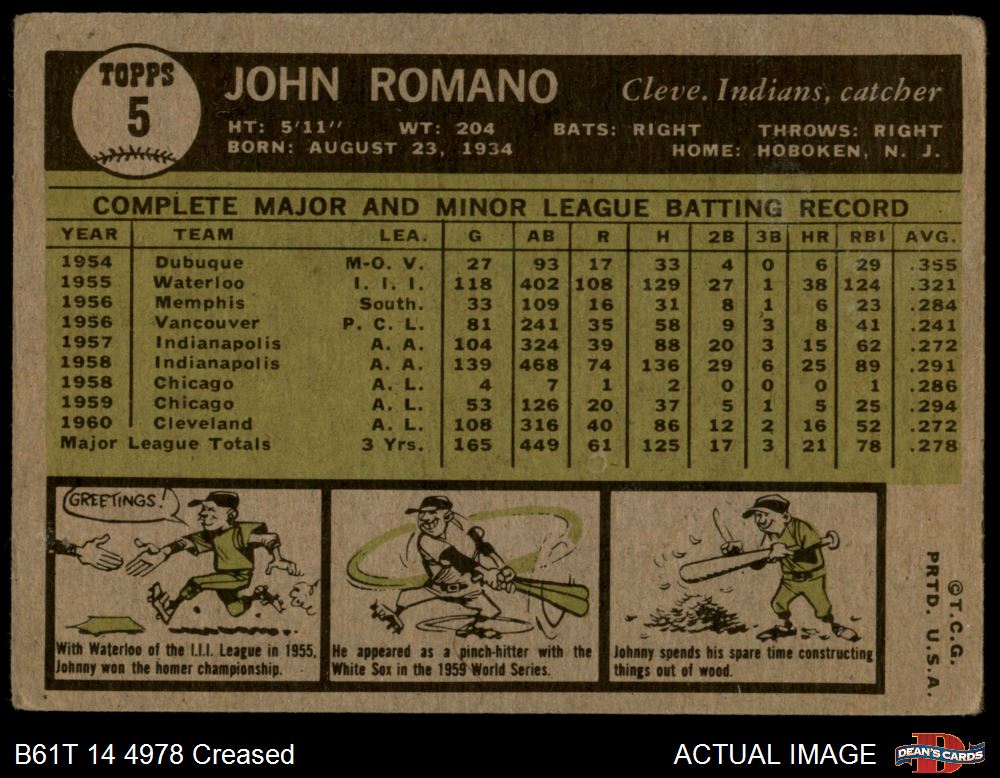 TOPPS
5
JOHN ROMANO
Cleve. Indians, catcher
HT: 5'11" WT: 204 BATS: RIGHT THROWS: RIGHT
BORN: AUGUST 23, 1934 HOME: HOBOKEN, N. J.
COMPLETE MAJOR AND MINOR LEAGUE BATTING RECORD
YEAR TEAM LEA. G AB R H 2B 3B HR RBI AVG.
1954 Dubuque M-O. V. 27 93 17 33 4 0 6 29 .355
1955 Waterloo I. I. I. 118 402 108 129 27 1 38 124 .321
1956 Memphis South. 33 109 16 31 8 1 6 23 .284
1956 Vancouver P. C. L. 81 241 35 58 9 3 8 41 .241
1957 Indianapolis A. A. 104 324 39 88 20 3 15 62 .272
1958 Indianapolis A. A. 139 468 74 136 29 6 25 89 .291
1958 Chicago A. L. 4 7 1 2 0 0 0 1 .286
1959 Chicago A. L. 53 126 20 37 5 1 5 25 .294
1960 Cleveland A. L. 108 316 40 86 12 2 16 52 .272
Major League Totals 3 Yrs. 165 449 61 125 17 3 21 78 .278
GREETINGS!
With Waterloo of the I.I.I. League in 1955,
Johnny won the homer championship.
He appeared as a pinch-hitter with the
White Sox in the 1959 World Series.
Johnny spends his spare time constructing
things out of wood.
©T.C.G.
PRTD. U.S.A.
B61T 14 4978 Creased
ACTUAL IMAGE
DEAN'S CARDS